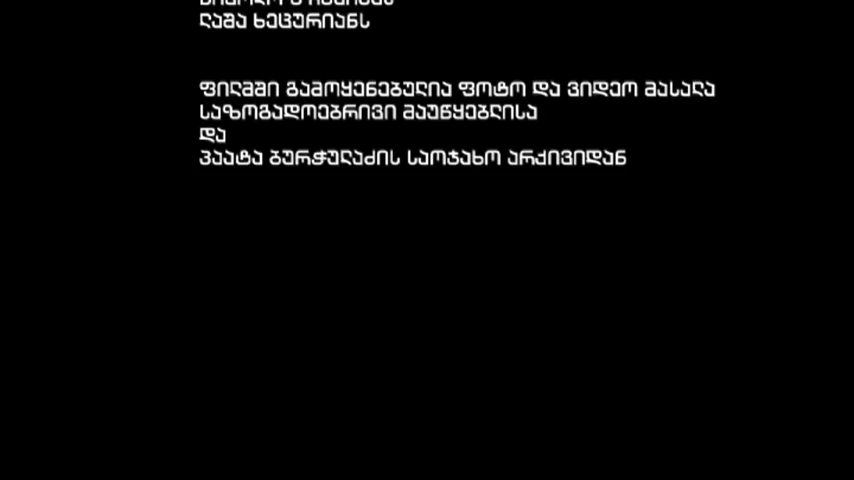 ლაშა ხეცურიანს
ფილმში გამოყენებულია ფოტო და ვიდეო მასალა
საზოგადოებრივი მაუწყებლისა
და
პაატა ბურჭულაძის საოჯახო არქივიდან